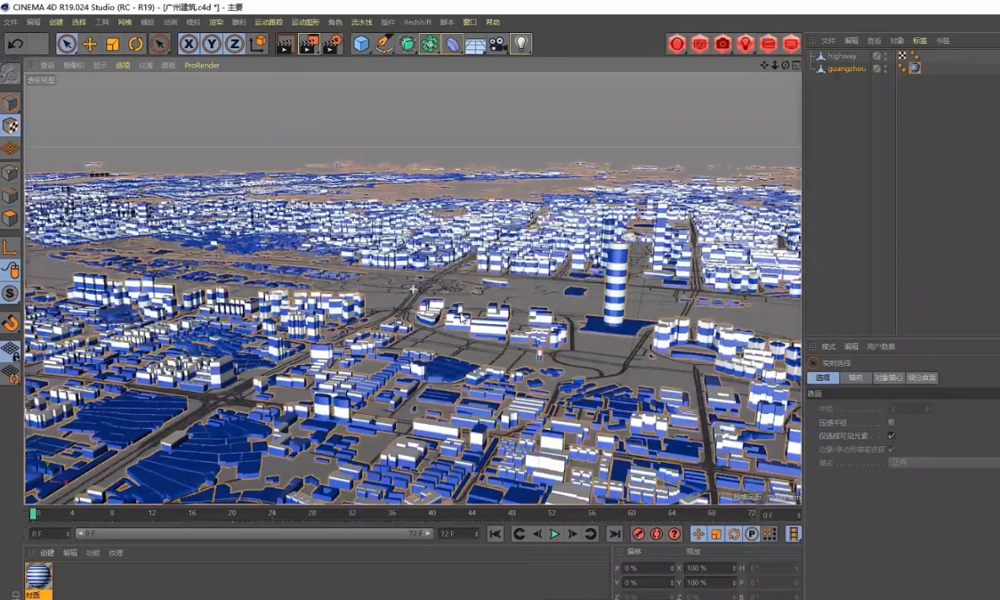 CINEMA 4D R19.024 Studio (RC - R19) - [广州建筑.c4d *] - 主要
文件 编辑 创建 选择 工具 网格 捕捉 动画 模拟 渲染 雕刻 运动跟踪 运动图形 角色 流水线 插件 Redshift 脚本 窗口 帮助
文件 编辑 查看 对象 标签 书签
查看 摄像机 显示 选项 过滤 面板 ProRender
透视视图
highway
guangzhou
模式 编辑 用户数据
实时选择
选项 轴向 对象轴心 细分曲面
选项
半径
压感半径
仅选择可见元素
边缘/多边形容差选择
模式 正常
网格间距
0 4 8 12 16 20 24 28 32 36 40 44 48 52 56 60 64 68 72 0 F
0 F 0 F 72 F 72 F
创建 编辑 功能 纹理
偏移 缩放
X 0 % X 100 % H 0°
Y 0 % Y 100 % P 0°
材质